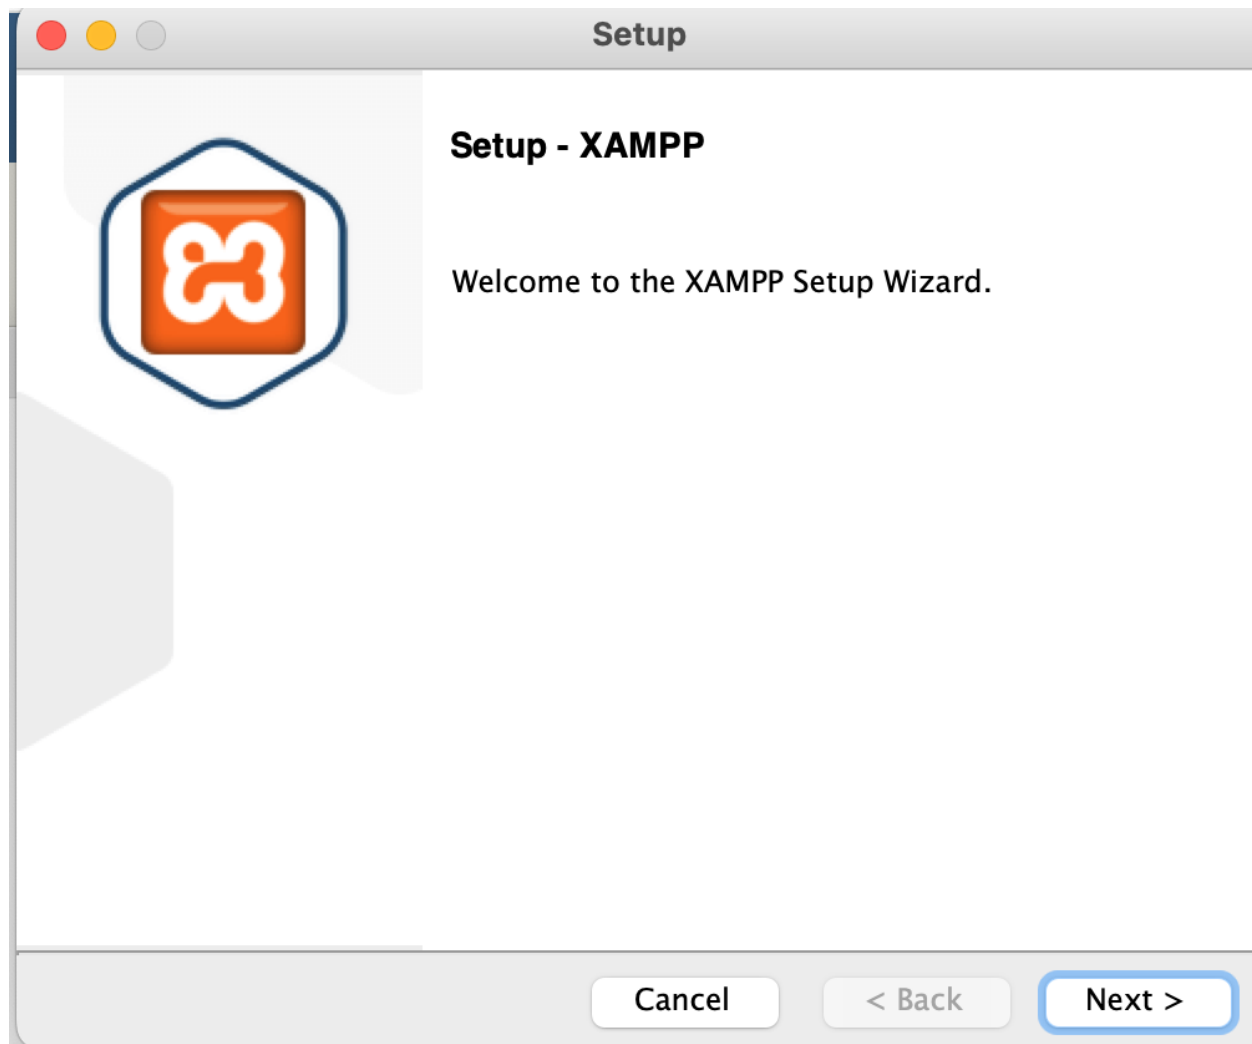 Setup
Setup - XAMPP
Welcome to the XAMPP Setup Wizard.
Cancel
< Back
Next >